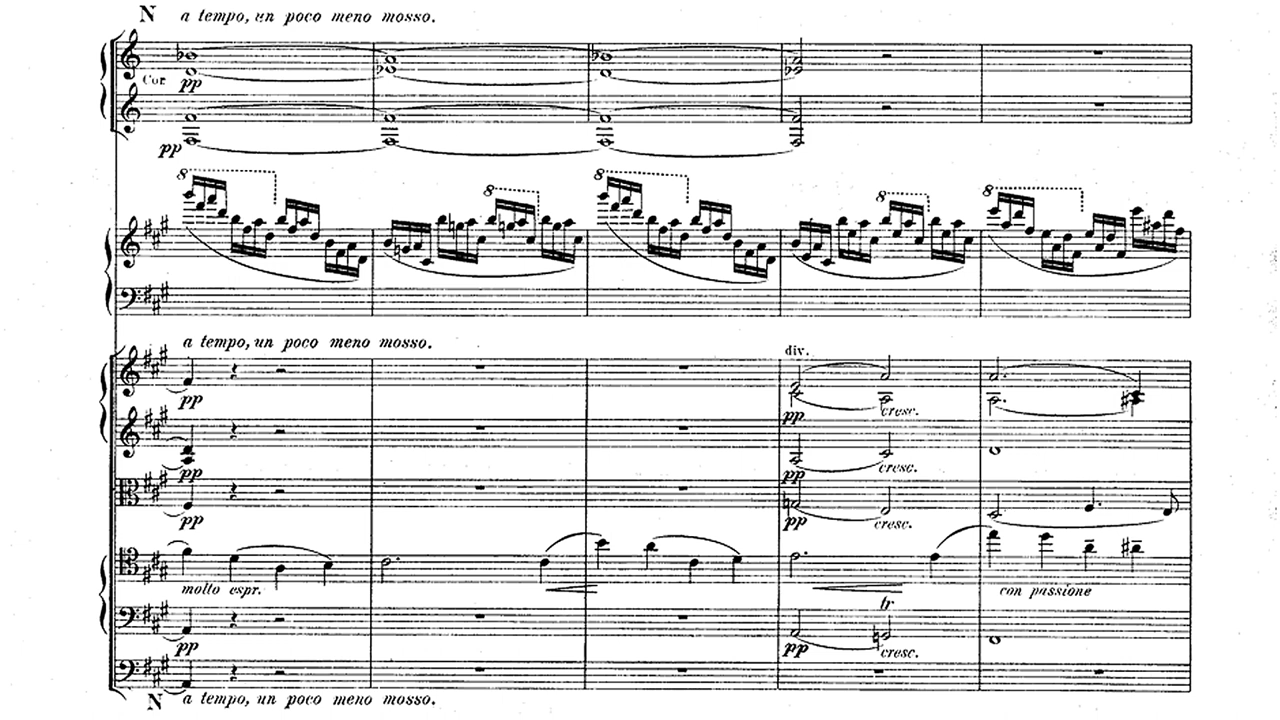 N a tempo, un poco meno mosso.
Cor
pp
pp
8
8
8
8
8
a tempo, un poco meno mosso.
div.
pp
pp cresc.
pp
pp cresc.
pp
pp cresc.
molto espr.
con passione
tr
pp
pp cresc.
N a tempo, un poco meno mosso.